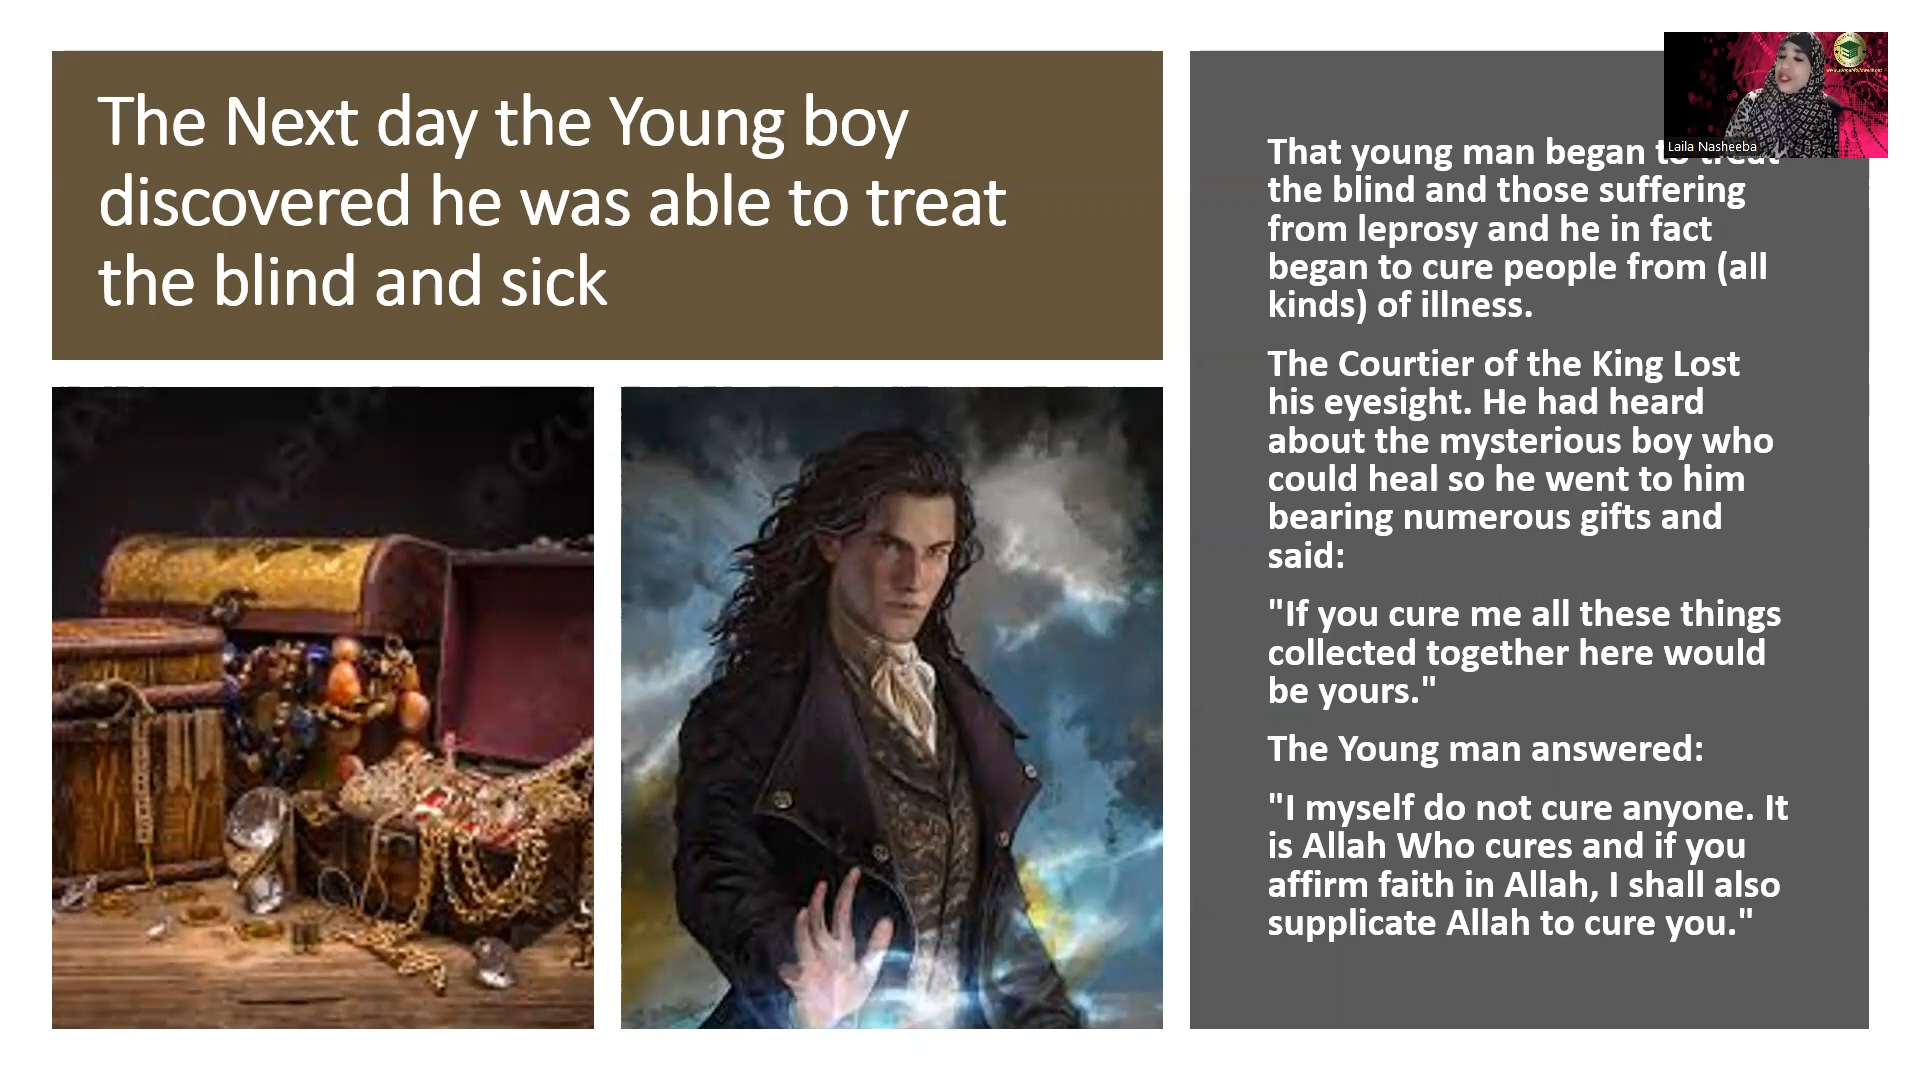 The Next day the Young boy
discovered he was able to treat
the blind and sick
That young man began to treat
the blind and those suffering
from leprosy and he in fact
began to cure people from (all
kinds) of illness.
The Courtier of the King Lost
his eyesight. He had heard
about the mysterious boy who
could heal so he went to him
bearing numerous gifts and
said:
"If you cure me all these things
collected together here would
be yours."
The Young man answered:
"I myself do not cure anyone. It
is Allah Who cures and if you
affirm faith in Allah, I shall also
supplicate Allah to cure you."
Laila Nasheeba